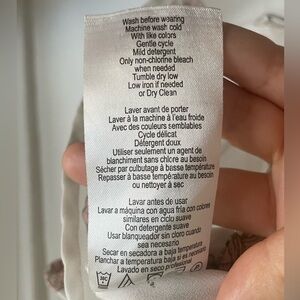 Wash before wearing
Machine wash cold
With like colors
Gentle cycle
Mild detergent
Only non-chlorine bleach
when needed
Tumble dry low
Low iron if needed
or Dry Clean
Laver avant de porter
Laver à la machine à l'eau froide
Avec des couleurs semblables
Cycle délicat
Détergent doux
Utiliser seulement un agent de
blanchiment sans chlore au besoin
Sécher par culbutage à basse température
Repasser à basse température au besoin
ou nettoyer à sec
Lavar antes de usar
Lavar a máquina con agua fría con colores
similares en ciclo suave
Con detergente suave
Usar blanqueador sin cloro cuando
sea necesario
Secar en secadora a baja temperatura
Planchar a temperatura baja si es necesario
Lavado en seco profesional
30C